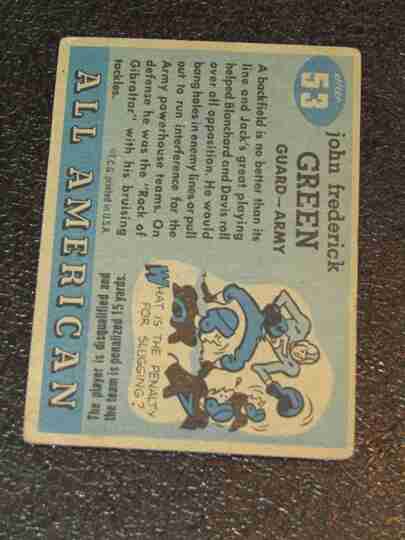 53
john frederick
GREEN
GUARD—ARMY
A backfield is no better than its
line and Jack's great playing
helped Blanchard and Davis roll
over all opposition. He would
bang holes in enemy lines or pull
out to run interference for the
Army powerhouse teams. On
defense he was the "Rock of
Gibraltar" with his bruising
tackles.
©T.C.G. printed in U.S.A.
WHAT IS THE PENALTY
FOR SLUGGING?
The player is disqualified and
the team is penalized 15 yards.
ALL AMERICAN